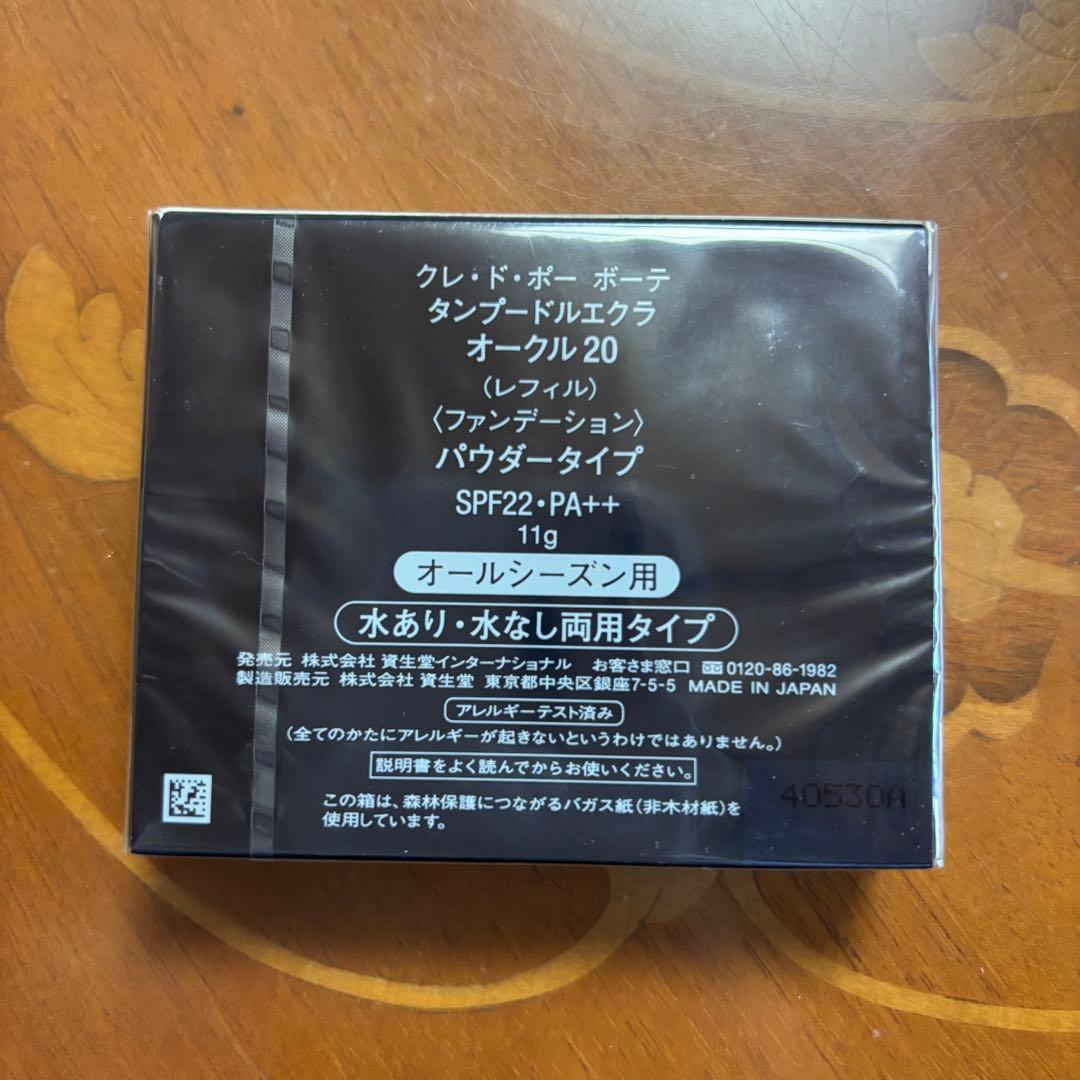 クレ・ド・ポー ボーテ
タンプードルエクラ
オークル20
（レフィル）
〈ファンデーション〉
パウダータイプ
SPF22・PA++
11g
オールシーズン用
水あり・水なし両用タイプ
発売元 株式会社 資生堂インターナショナル お客さま窓口 0120-86-1982
製造販売元 株式会社 資生堂 東京都中央区銀座7-5-5 MADE IN JAPAN
アレルギーテスト済み
（全てのかたにアレルギーが起きないというわけではありません。）
説明書をよく読んでからお使いください。
この箱は、森林保護につながるバガス紙（非木材紙）を
使用しています。
40530A